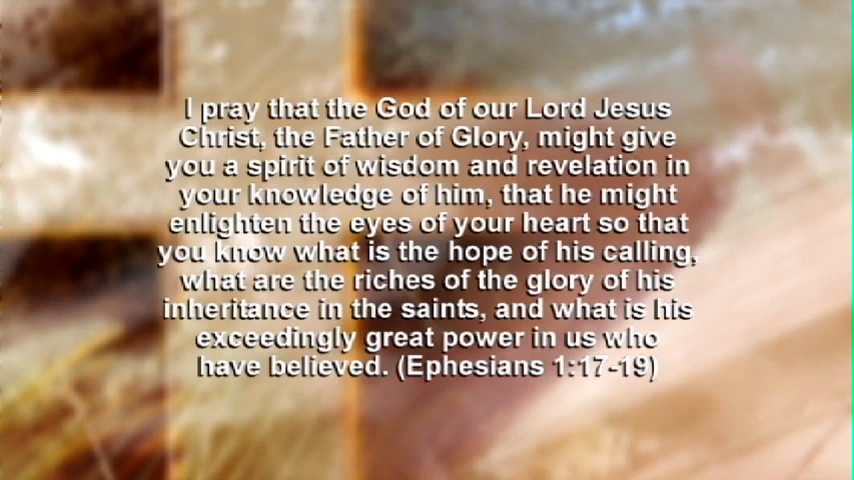 I pray that the God of our Lord Jesus
Christ, the Father of Glory, might give
you a spirit of wisdom and revelation in
your knowledge of him, that he might
enlighten the eyes of your heart so that
you know what is the hope of his calling,
what are the riches of the glory of his
inheritance in the saints, and what is his
exceedingly great power in us who
have believed. (Ephesians 1:17-19)